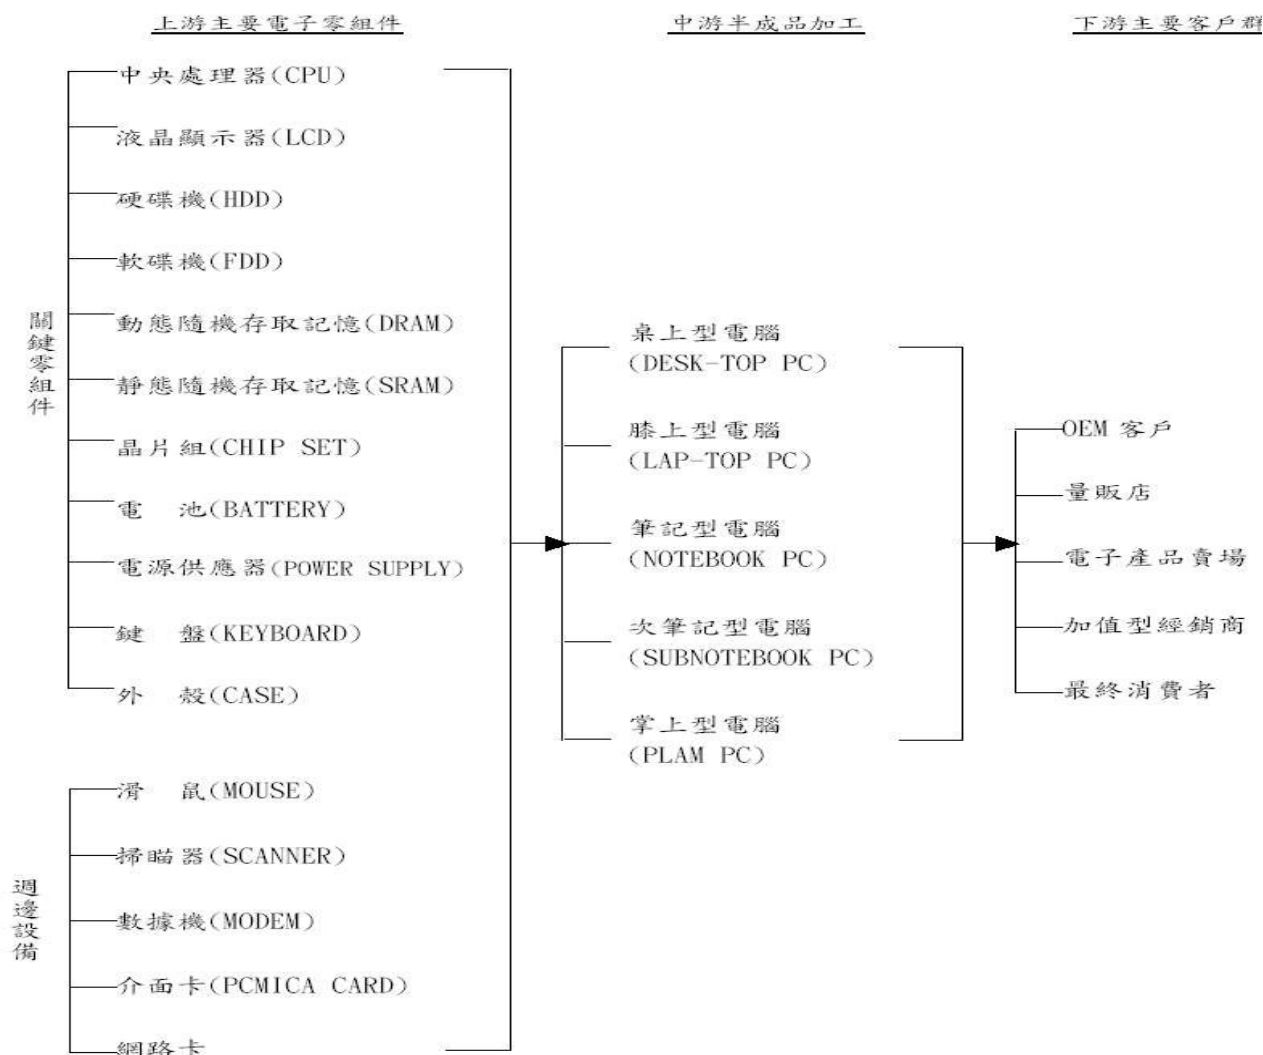 上游主要電子零組件
中游半成品加工
下游主要客戶群
關鍵零組件
中央處理器(CPU)
液晶顯示器(LCD)
硬碟機(HDD)
軟碟機(FDD)
動態隨機存取記憶(DRAM)
靜態隨機存取記憶(SRAM)
晶片組(CHIP SET)
電　池(BATTERY)
電源供應器(POWER SUPPLY)
鍵　盤(KEYBOARD)
外　殼(CASE)
週邊設備
滑　鼠(MOUSE)
掃瞄器(SCANNER)
數據機(MODEM)
介面卡(PCMICA CARD)
網路卡
桌上型電腦
(DESK-TOP PC)
膝上型電腦
(LAP-TOP PC)
筆記型電腦
(NOTEBOOK PC)
次筆記型電腦
(SUBNOTEBOOK PC)
掌上型電腦
(PLAM PC)
OEM 客戶
量販店
電子產品賣場
加值型經銷商
最終消費者